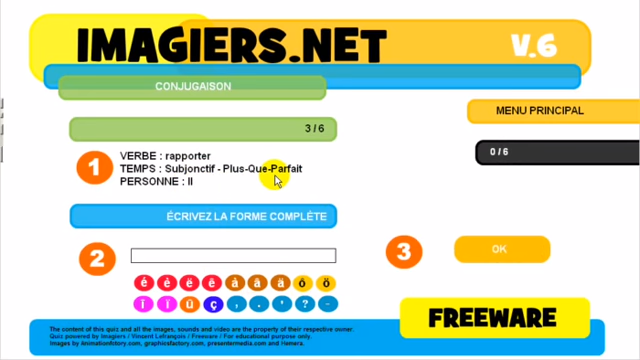 IMAGIERS.NET
V.6
CONJUGAISON
MENU PRINCIPAL
3 / 6
0 / 6
1
VERBE : rapporter
TEMPS : Subjonctif - Plus-Que-Parfait
PERSONNE : Il
ÉCRIVEZ LA FORME COMPLÈTE
2
3
OK
FREEWARE
The content of this quiz and all the images, sounds and video are the property of their respective owner.
Quiz powered by Imagiers / Vincent Lefrançois / Freeware / For educational purpose only.
Images by Animationfactory.com, graphicsfactory.com, presentermedia.com and Hemera.